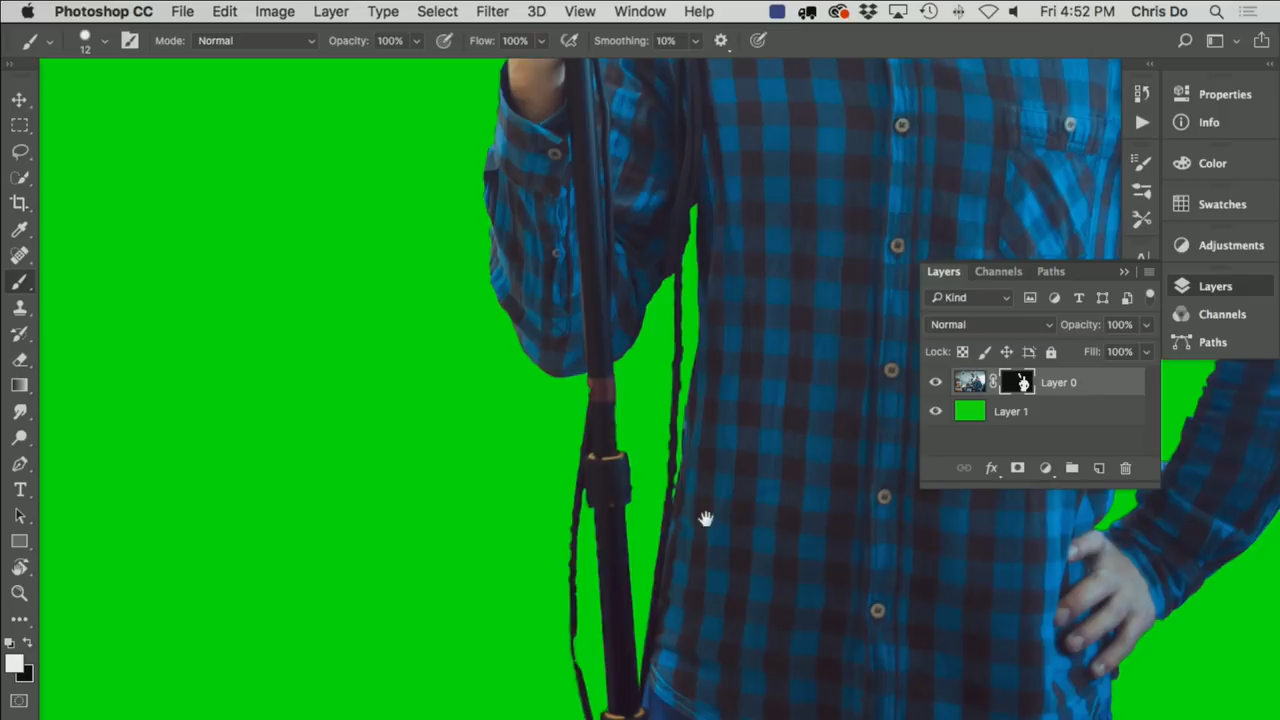 Photoshop CC File Edit Image Layer Type Select Filter 3D View Window Help Fri 4:52 PM Chris Do
12 Mode: Normal Opacity: 100% Flow: 100% Smoothing: 10%
Properties
Info
Color
Swatches
Adjustments
Layers
Channels
Paths
Layers Channels Paths
Kind
Normal Opacity: 100%
Lock: Fill: 100%
Layer 0
Layer 1
fx